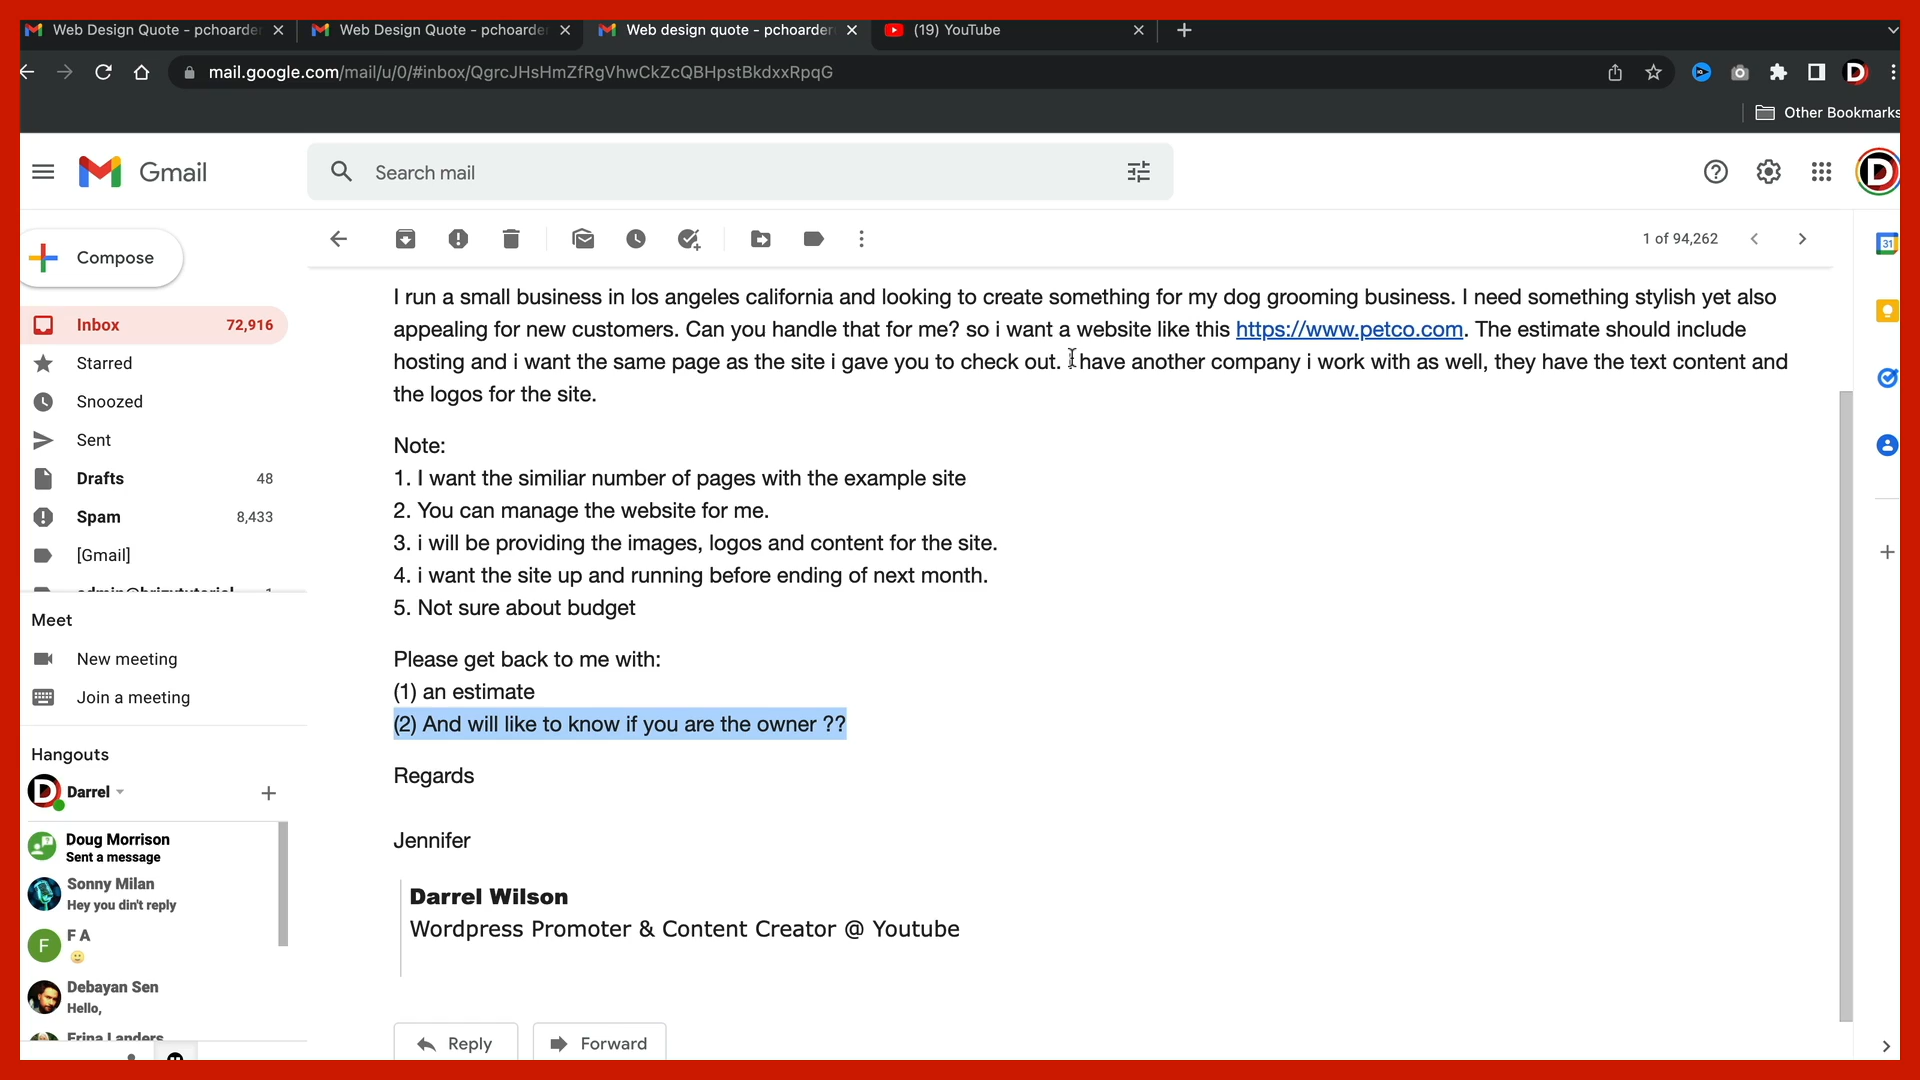 Web Design Quote - pchoarder
Web Design Quote - pchoarde
Web design quote - pchoarder
(19) YouTube
mail.google.com/mail/u/0/#inbox/QgrcJHsHmZfRgVhwCkZcQBHpstBkdxxRpqG
Other Bookmarks
Gmail
Search mail
Compose
1 of 94,262
Inbox 72,916
Starred
Snoozed
Sent
Drafts 48
Spam 8,433
[Gmail]
Meet
New meeting
Join a meeting
Hangouts
Darrel
Doug Morrison
Sent a message
Sonny Milan
Hey you din't reply
F A
Debayan Sen
Hello,
Erina Landers
I run a small business in los angeles california and looking to create something for my dog grooming business. I need something stylish yet also
appealing for new customers. Can you handle that for me? so i want a website like this https://www.petco.com. The estimate should include
hosting and i want the same page as the site i gave you to check out. I have another company i work with as well, they have the text content and
the logos for the site.
Note:
1. I want the similiar number of pages with the example site
2. You can manage the website for me.
3. i will be providing the images, logos and content for the site.
4. i want the site up and running before ending of next month.
5. Not sure about budget
Please get back to me with:
(1) an estimate
(2) And will like to know if you are the owner ??
Regards
Jennifer
Darrel Wilson
Wordpress Promoter & Content Creator @ Youtube
Reply
Forward
31